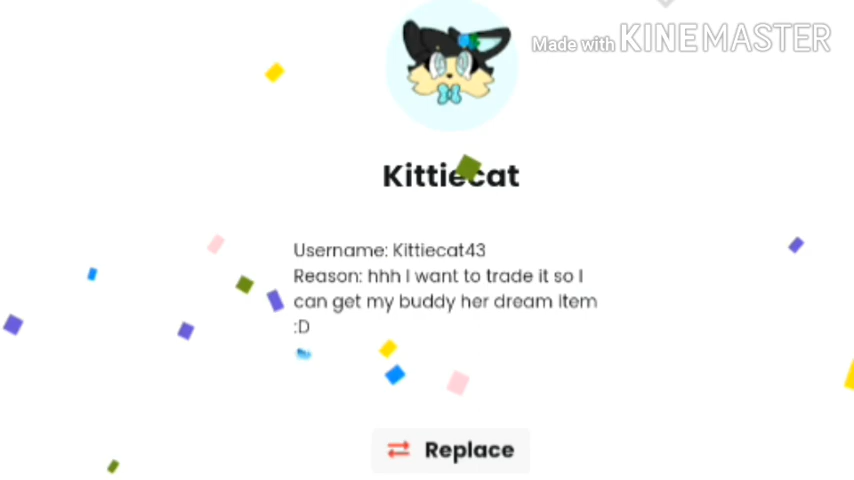 Made with KINEMASTER
Kittiecat
Username: Kittiecat43
Reason: hhh I want to trade it so I
can get my buddy her dream item
:D
Replace